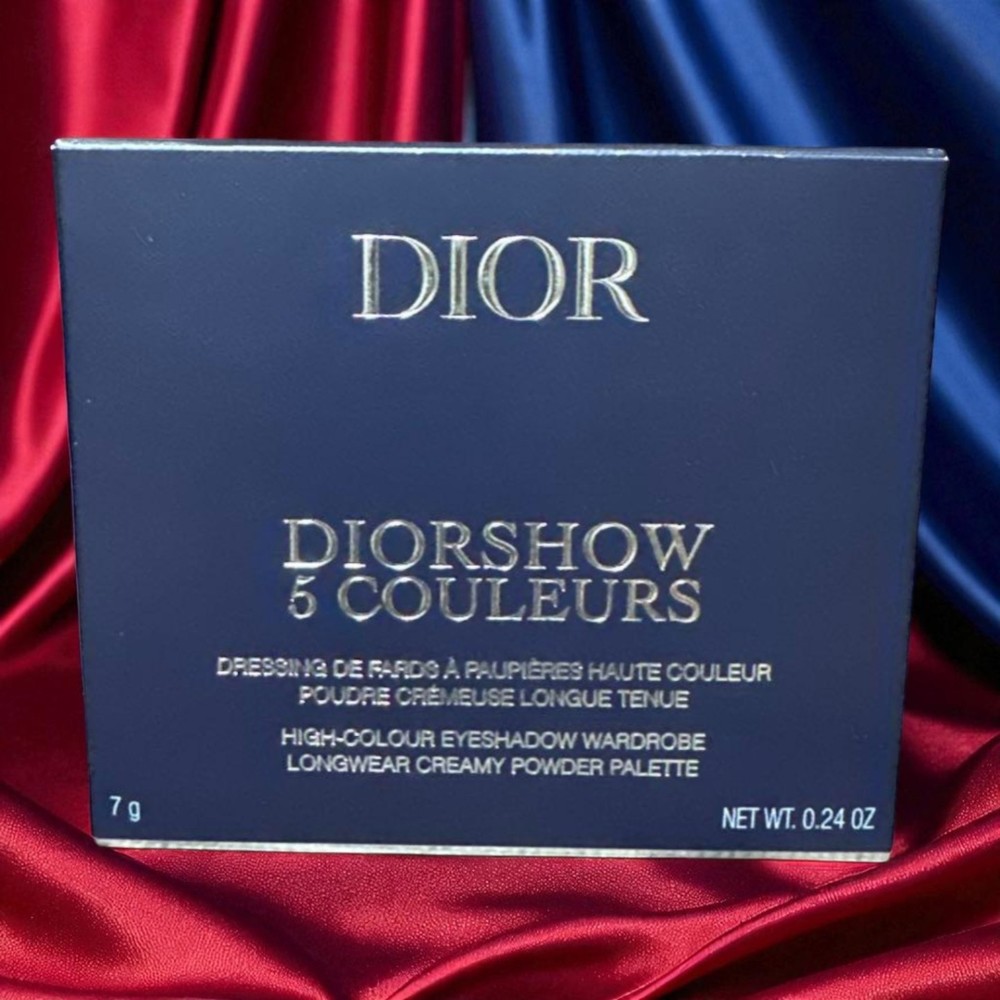 DIOR
DIORSHOW
5 COULEURS
DRESSING DE FARDS À PAUPIÈRES HAUTE COULEUR
POUDRE CRÉMEUSE LONGUE TENUE
HIGH-COLOUR EYESHADOW WARDROBE
LONGWEAR CREAMY POWDER PALETTE
7 g
NET WT. 0.24 OZ